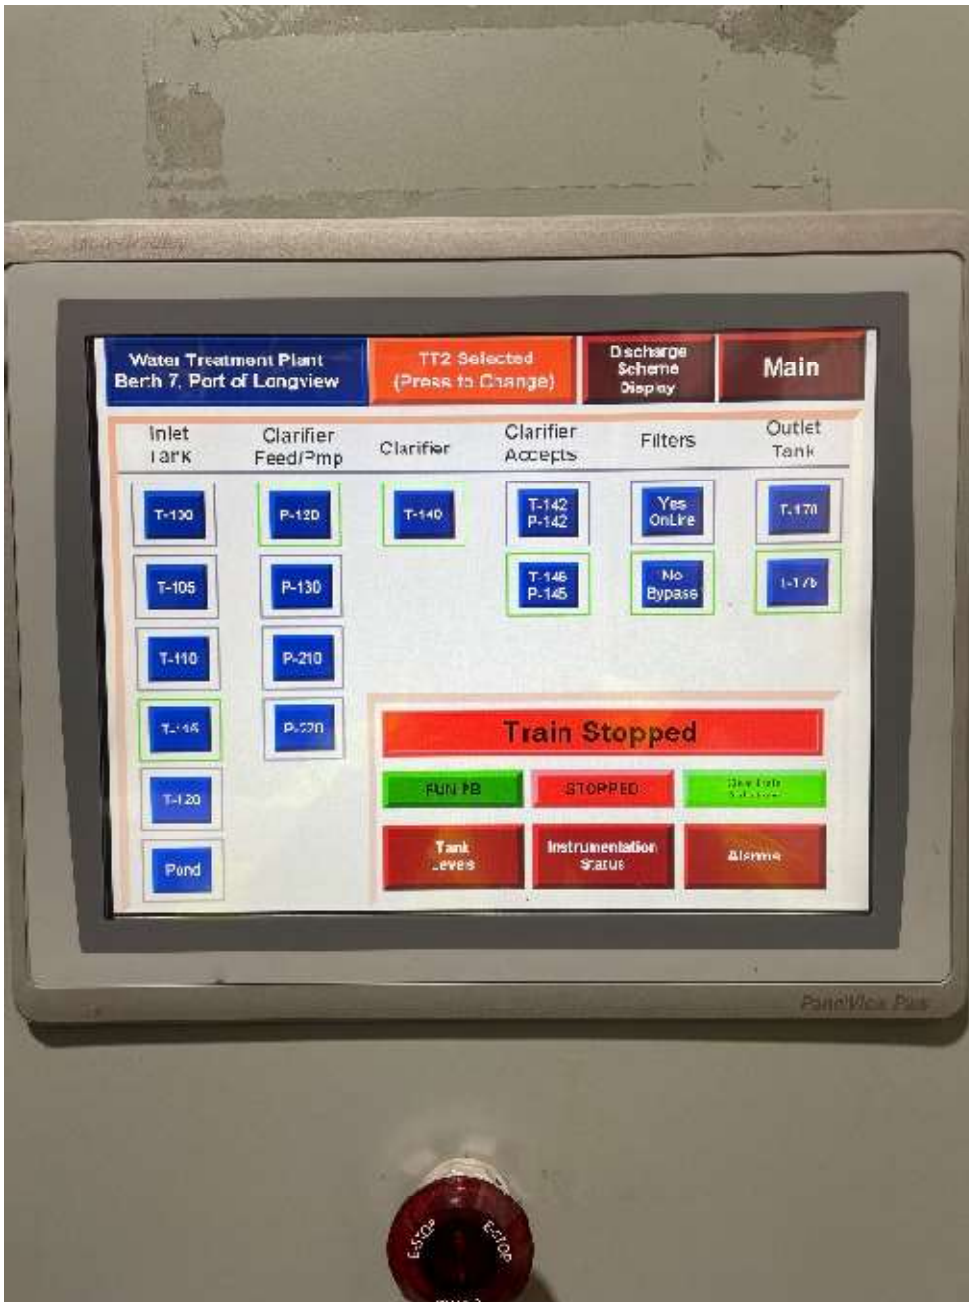 Water Treatment Plant
Berth 7, Port of Longview
TT2 Selected
(Press to Change)
Discharge
Scheme
Display
Main
Inlet
Tank
Clarifier
Feed/Pmp
Clarifier
Clarifier
Accepts
Filters
Outlet
Tank
T-100
P-120
T-140
T-142
P-142
Yes
OnLine
T-170
T-105
P-130
P-145
No
Bypass
T-175
T-110
P-210
T-115
P-220
T-120
Pond
Train Stopped
RUN PB
STOPPED
Tank
Levels
Instrumentation
Status
Alarms
PanelView Plus
E-STOP
E-STOP